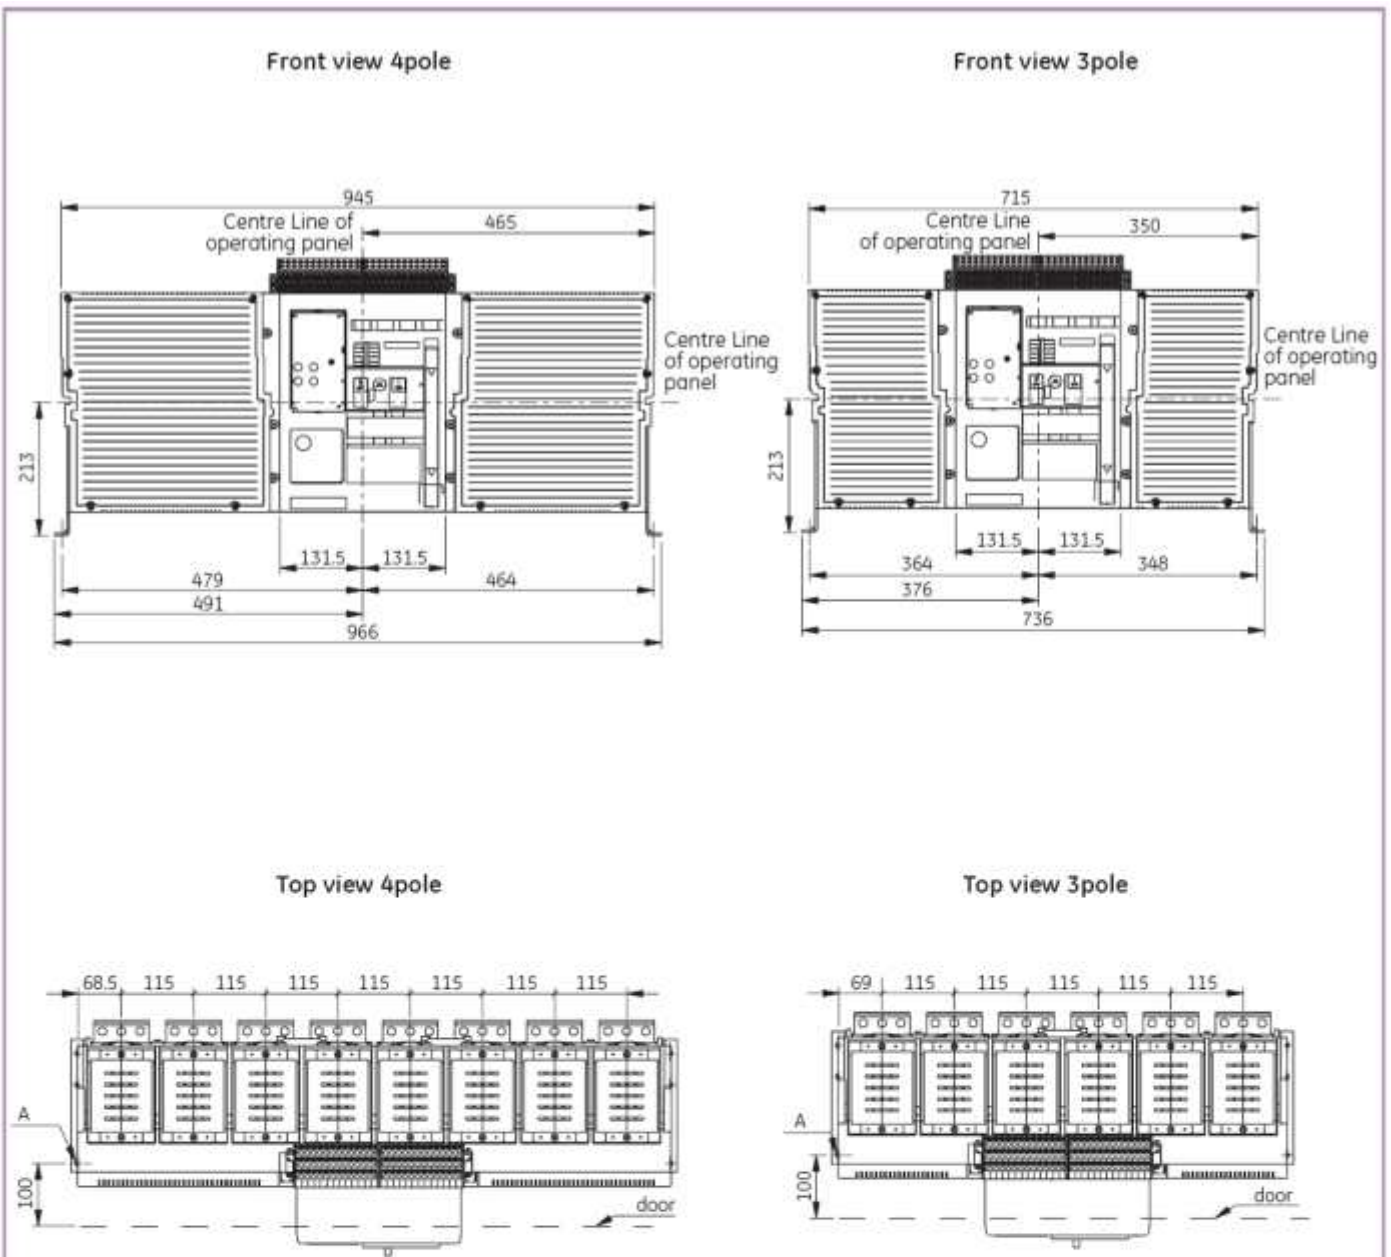 Front view 4pole
Front view 3pole
945
Centre Line of
operating panel
465
Centre Line
of operating
panel
213
131.5 131.5
479 464
491
966
715
Centre Line
of operating panel
350
Centre Line
of operating
panel
213
131.5 131.5
364 348
376
736
Top view 4pole
Top view 3pole
68.5 115 115 115 115 115 115 115
A
100
door
69 115 115 115 115 115
A
100
door